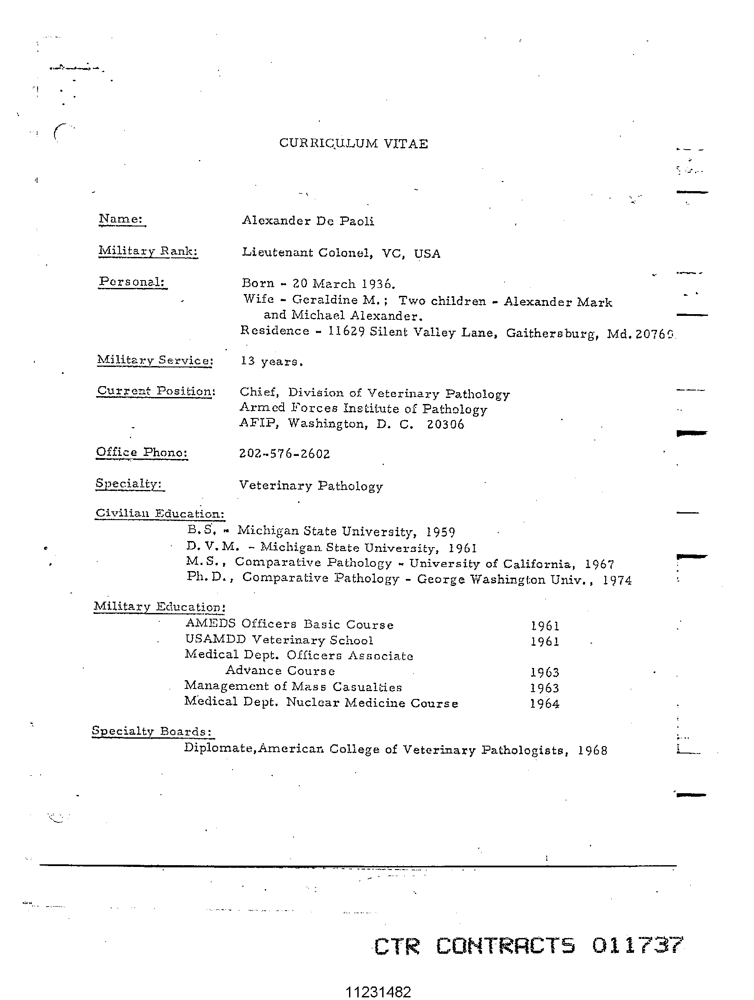 CURRICULUM VITAE
Name: Alexander De Paoli
Military Rank: Lieutenant Colonel, VC, USA
Personal: Born - 20 March 1936.
Wife - Geraldine M.; Two children - Alexander Mark
and Michael Alexander.
Residence - 11629 Silent Valley Lane, Gaithersburg, Md. 20760
Military Service: 13 years.
Current Position: Chief, Division of Veterinary Pathology
Armed Forces Institute of Pathology
AFIP, Washington, D. C. 20306
Office Phone: 202-576-2602
Specialty: Veterinary Pathology
Civilian Education:
B.S. - Michigan State University, 1959
D.V.M. - Michigan State University, 1961
M.S., Comparative Pathology - University of California, 1967
Ph.D., Comparative Pathology - George Washington Univ., 1974
Military Education:
AMEDS Officers Basic Course 1961
USAMDD Veterinary School 1961
Medical Dept. Officers Associate
Advance Course 1963
Management of Mass Casualties 1963
Medical Dept. Nuclear Medicine Course 1964
Specialty Boards:
Diplomate, American College of Veterinary Pathologists, 1968
CTR CONTRACTS 011737
11231482